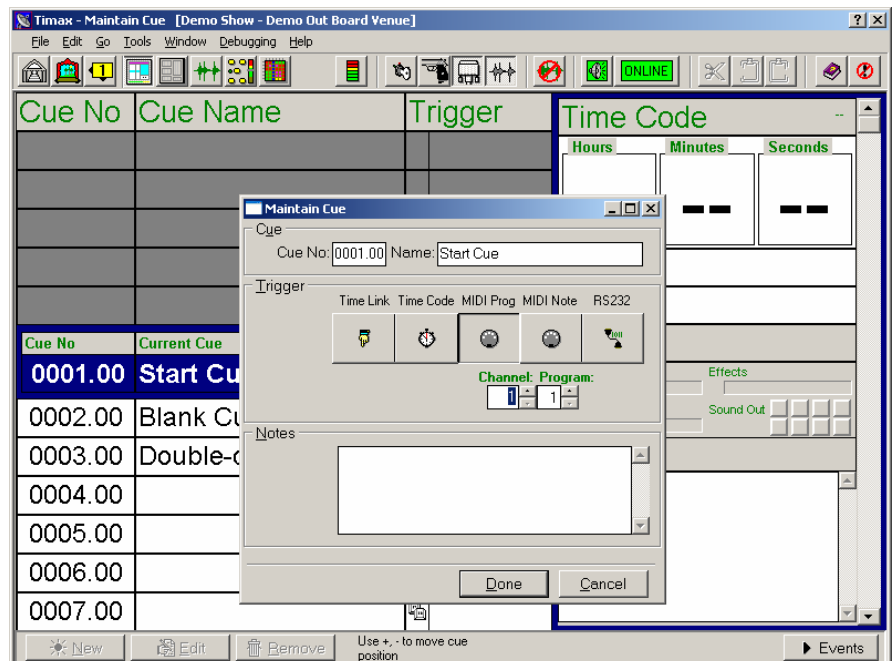 Timax - Maintain Cue [Demo Show - Demo Out Board Venue]
File Edit Go Tools Window Debugging Help
1 ONLINE
Cue No Cue Name Trigger
Time Code --
Hours Minutes Seconds
-- --
Maintain Cue
Cue
Cue No: 0001.00 Name: Start Cue
Trigger
Time Link Time Code MIDI Prog MIDI Note RS232
Channel: Program:
1 1
Notes
Done Cancel
Cue No Current Cue
0001.00 Start Cu
0002.00 Blank Cu
0003.00 Double-c
0004.00
0005.00
0006.00
0007.00
Effects
Sound Out
New Edit Remove
Use +, - to move cue
position
Events